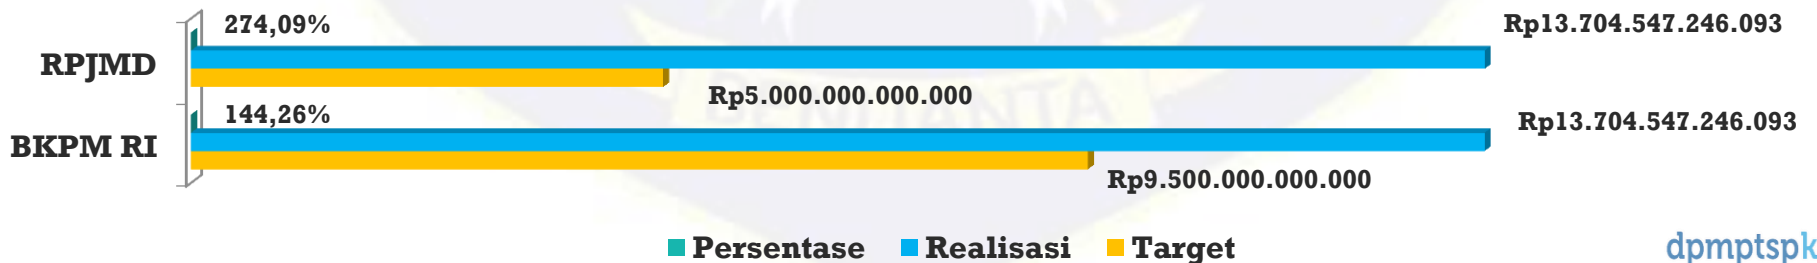 274,09%
Rp13.704.547.246.093
RPJMD
Rp5.000.000.000.000
144,26%
Rp13.704.547.246.093
BKPM RI
Rp9.500.000.000.000
Persentase Realisasi Target
dpmptspk